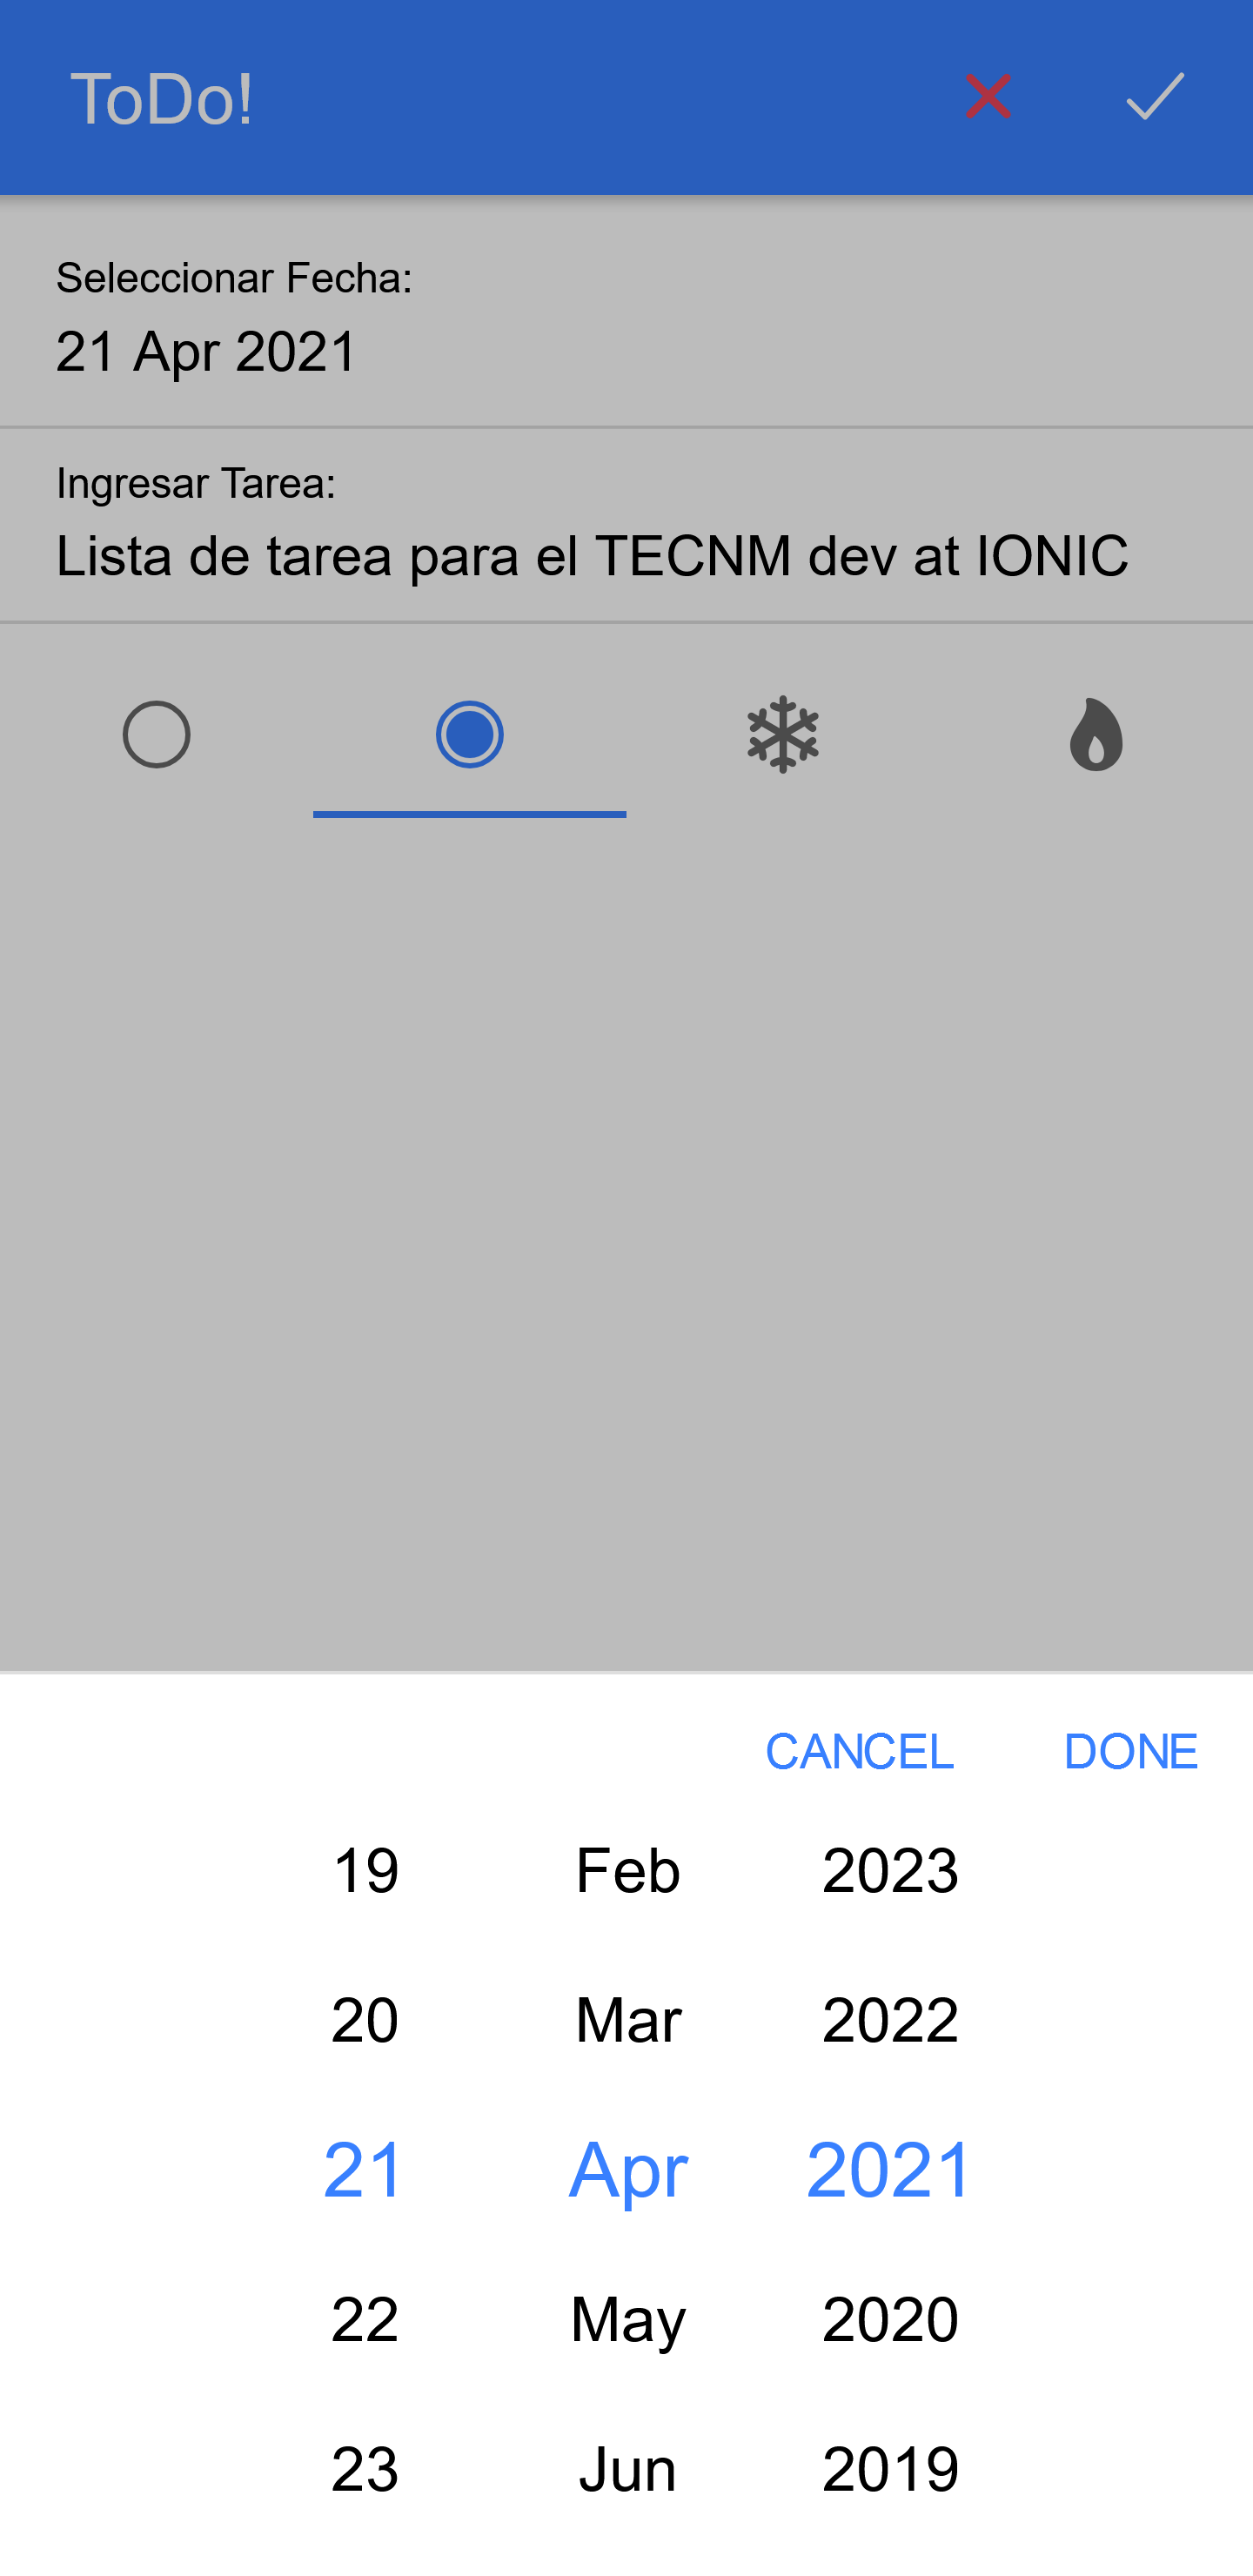 ToDo!
Seleccionar Fecha:
21 Apr 2021
Ingresar Tarea:
Lista de tarea para el TECNM dev at IONIC
CANCEL DONE
19 Feb 2023
20 Mar 2022
21 Apr 2021
22 May 2020
23 Jun 2019